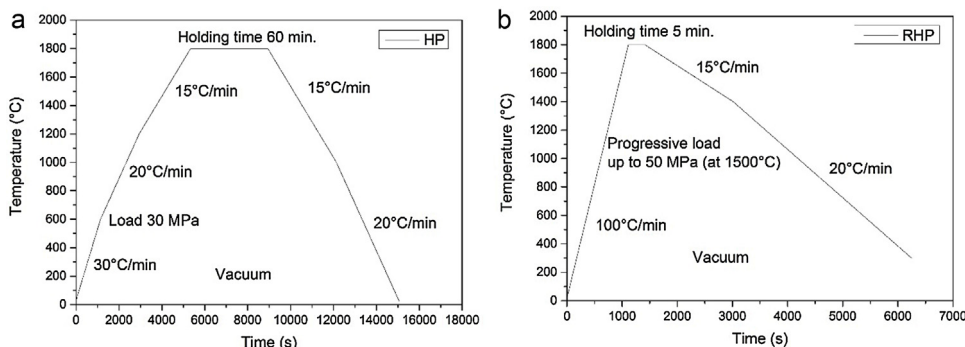 a
2000
1800
1600
1400
1200
1000
800
600
400
200
0
Temperature (°C)
Holding time 60 min.
HP
15°C/min
15°C/min
20°C/min
Load 30 MPa
20°C/min
30°C/min
Vacuum
0 2000 4000 6000 8000 10000 12000 14000 16000 18000
Time (s)
b
2000
1800
1600
1400
1200
1000
800
600
400
200
0
Temperature (°C)
Holding time 5 min.
RHP
15°C/min
Progressive load
up to 50 MPa (at 1500°C)
20°C/min
100°C/min
Vacuum
0 1000 2000 3000 4000 5000 6000 7000
Time (s)